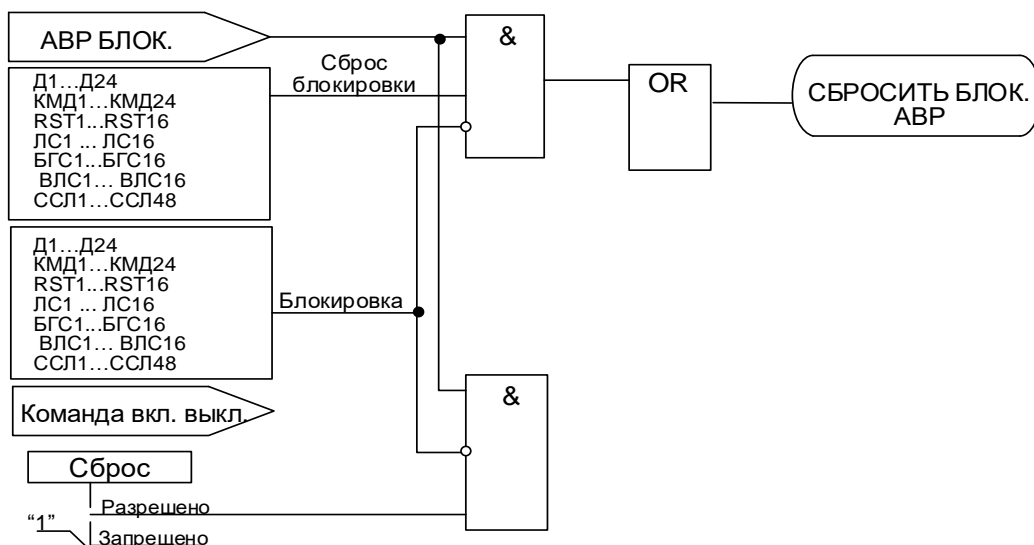 АВР БЛОК.
&
Сброс
блокировки
OR
СБРОСИТЬ БЛОК.
АВР
Д1...Д24
КМД1...КМД24
RST1...RST16
ЛС1 ... ЛС16
БГС1...БГС16
ВЛС1... ВЛС16
ССЛ1...ССЛ48
Д1...Д24
КМД1...КМД24
RST1...RST16
ЛС1 ... ЛС16
БГС1...БГС16
ВЛС1... ВЛС16
ССЛ1...ССЛ48
Блокировка
&
Команда вкл. выкл.
Сброс
Разрешено
“1”
Запрещено